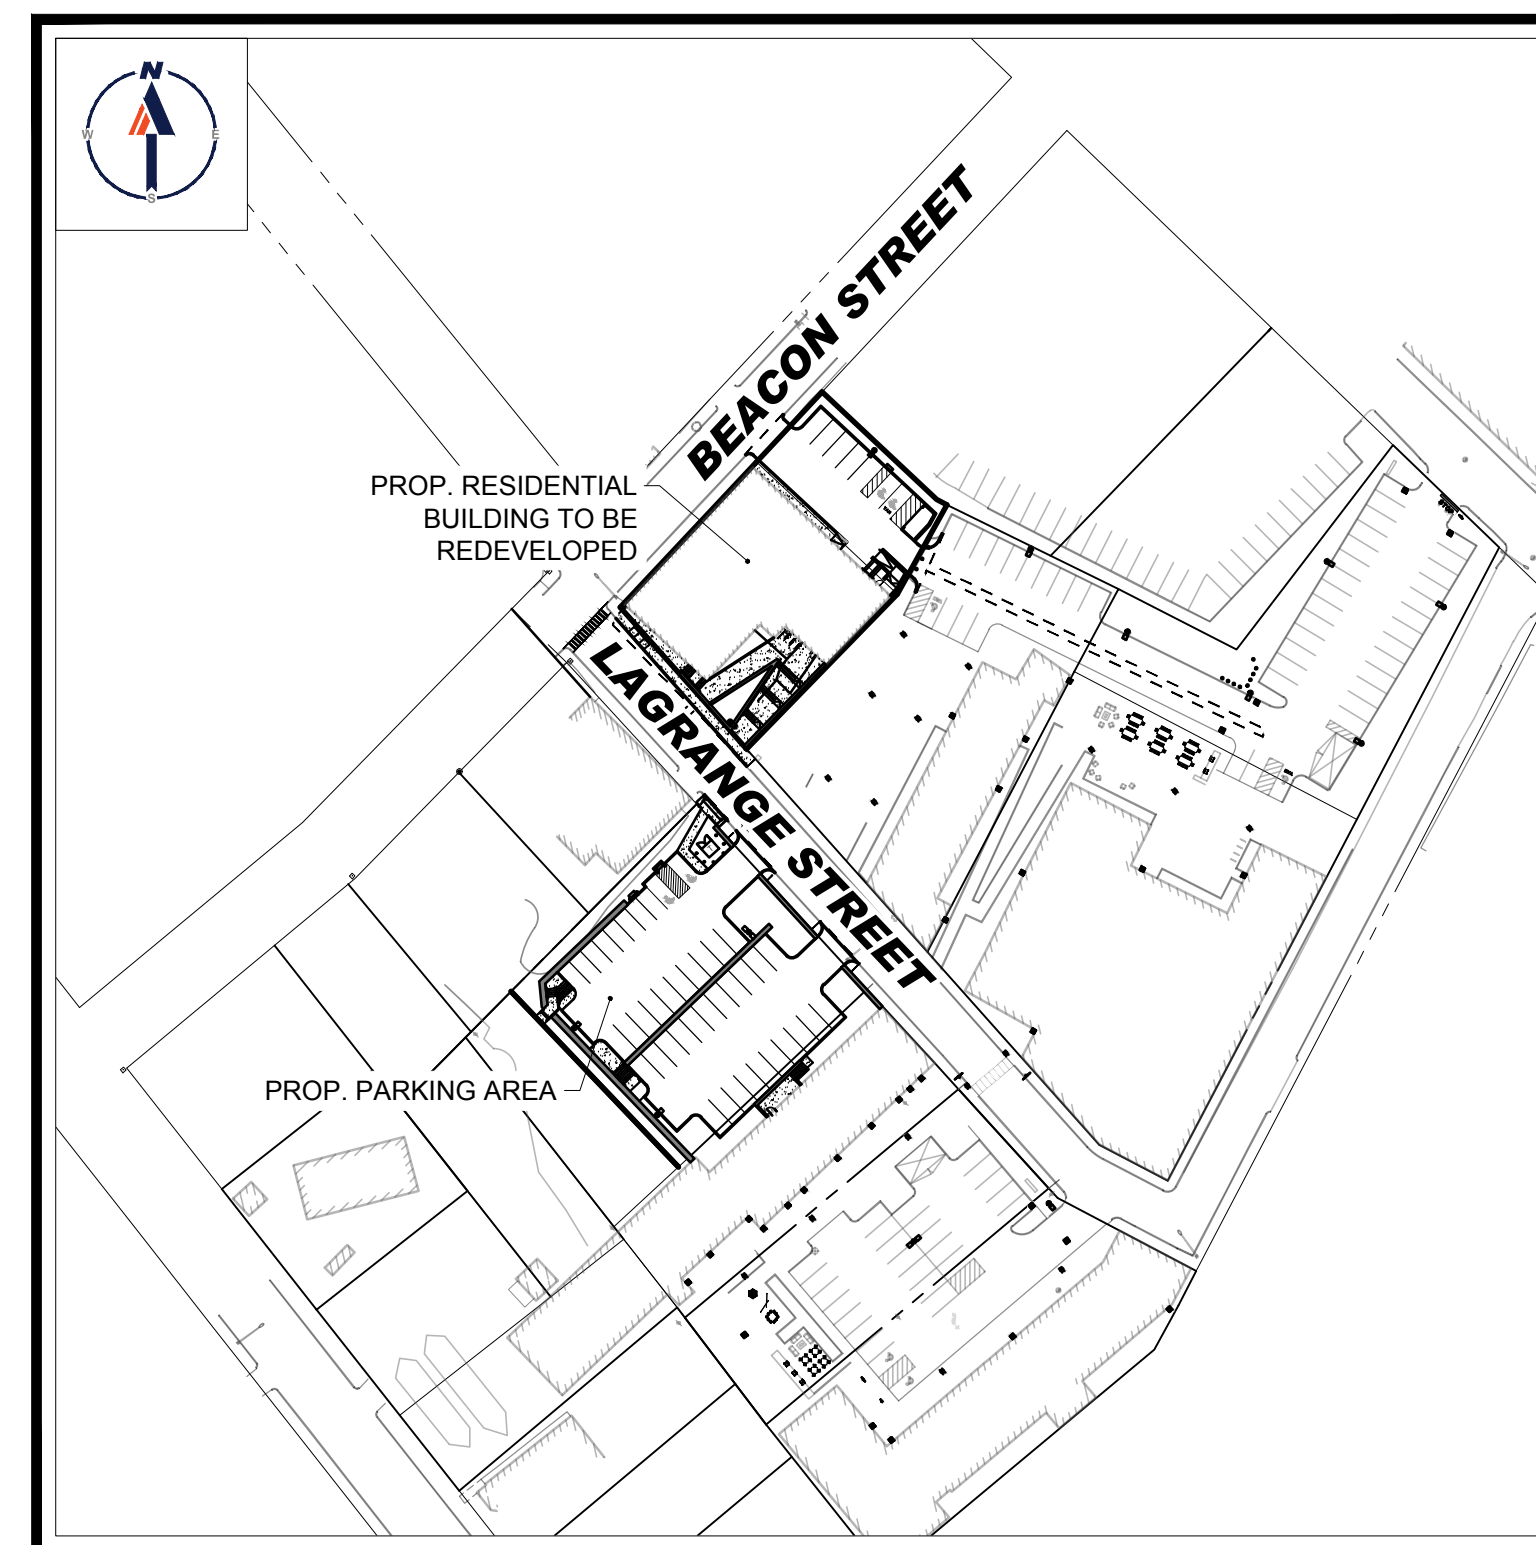 N
W E
S
BEACON STREET
PROP. RESIDENTIAL
BUILDING TO BE
REDEVELOPED
LAGRANGE STREET
PROP. PARKING AREA